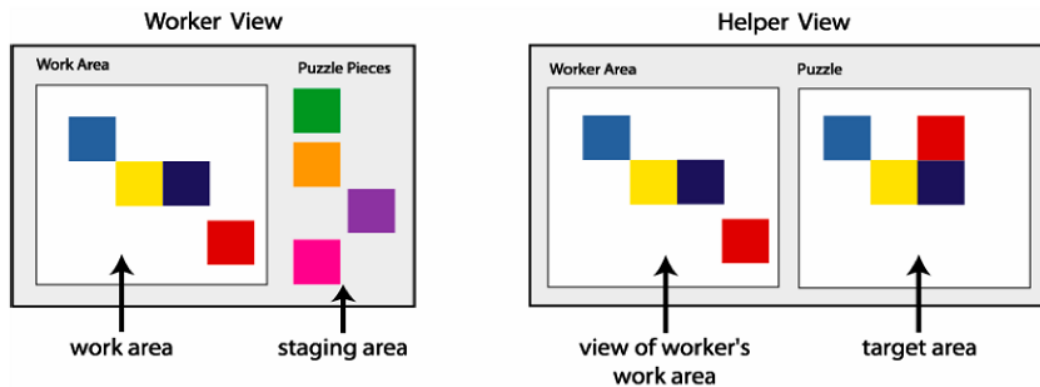 Worker View
Work Area
Puzzle Pieces
work area
staging area
Helper View
Worker Area
Puzzle
view of worker's
work area
target area